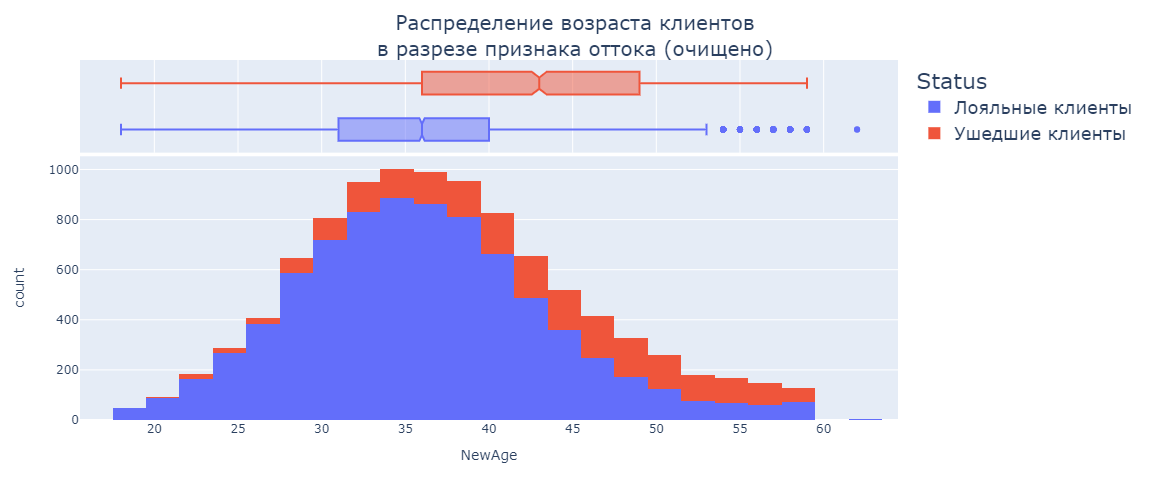 Распределение возраста клиентов
в разрезе признака оттока (очищено)
Status
Лояльные клиенты
Ушедшие клиенты
1000
800
600
400
200
0
count
20 25 30 35 40 45 50 55 60
NewAge